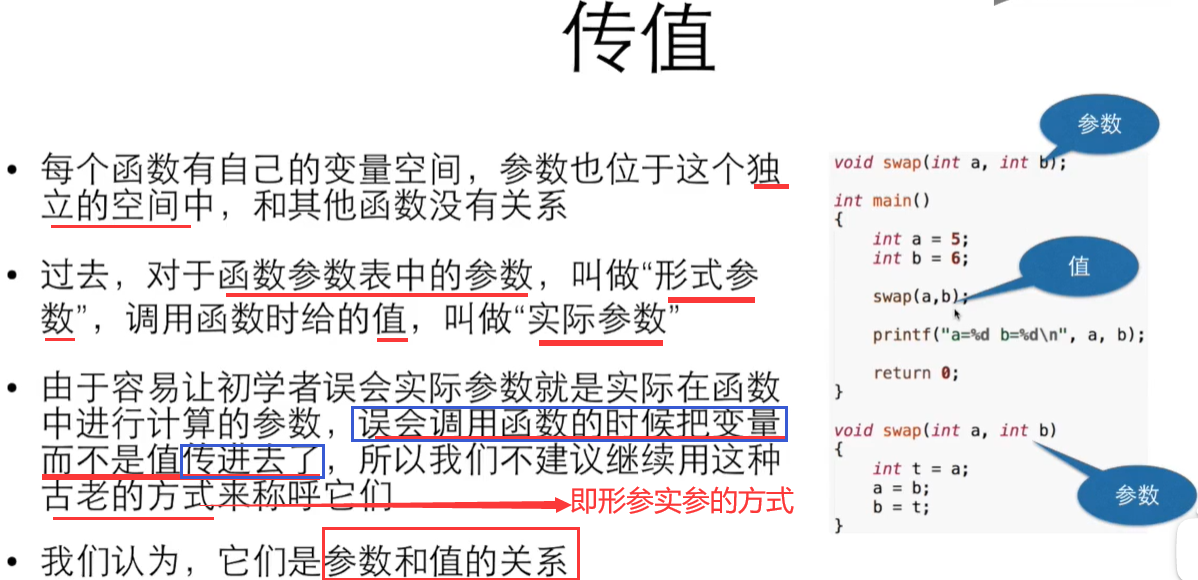 传值
• 每个函数有自己的变量空间，参数也位于这个独
立的空间中，和其他函数没有关系
• 过去，对于函数参数表中的参数，叫做“形式参
数”，调用函数时给的值，叫做“实际参数”
• 由于容易让初学者误会实际参数就是实际在函数
中进行计算的参数，误会调用函数的时候把变量
而不是值传进去了，所以我们不建议继续用这种
古老的方式来称呼它们
即形参实参的方式
• 我们认为，它们是参数和值的关系
参数
void swap(int a, int b);
int main()
{
    int a = 5;
    int b = 6;
值
    swap(a,b);
    printf("a=%d b=%d\n", a, b);
    return 0;
}
void swap(int a, int b)
{
    int t = a;
    a = b;
    b = t;
}
参数